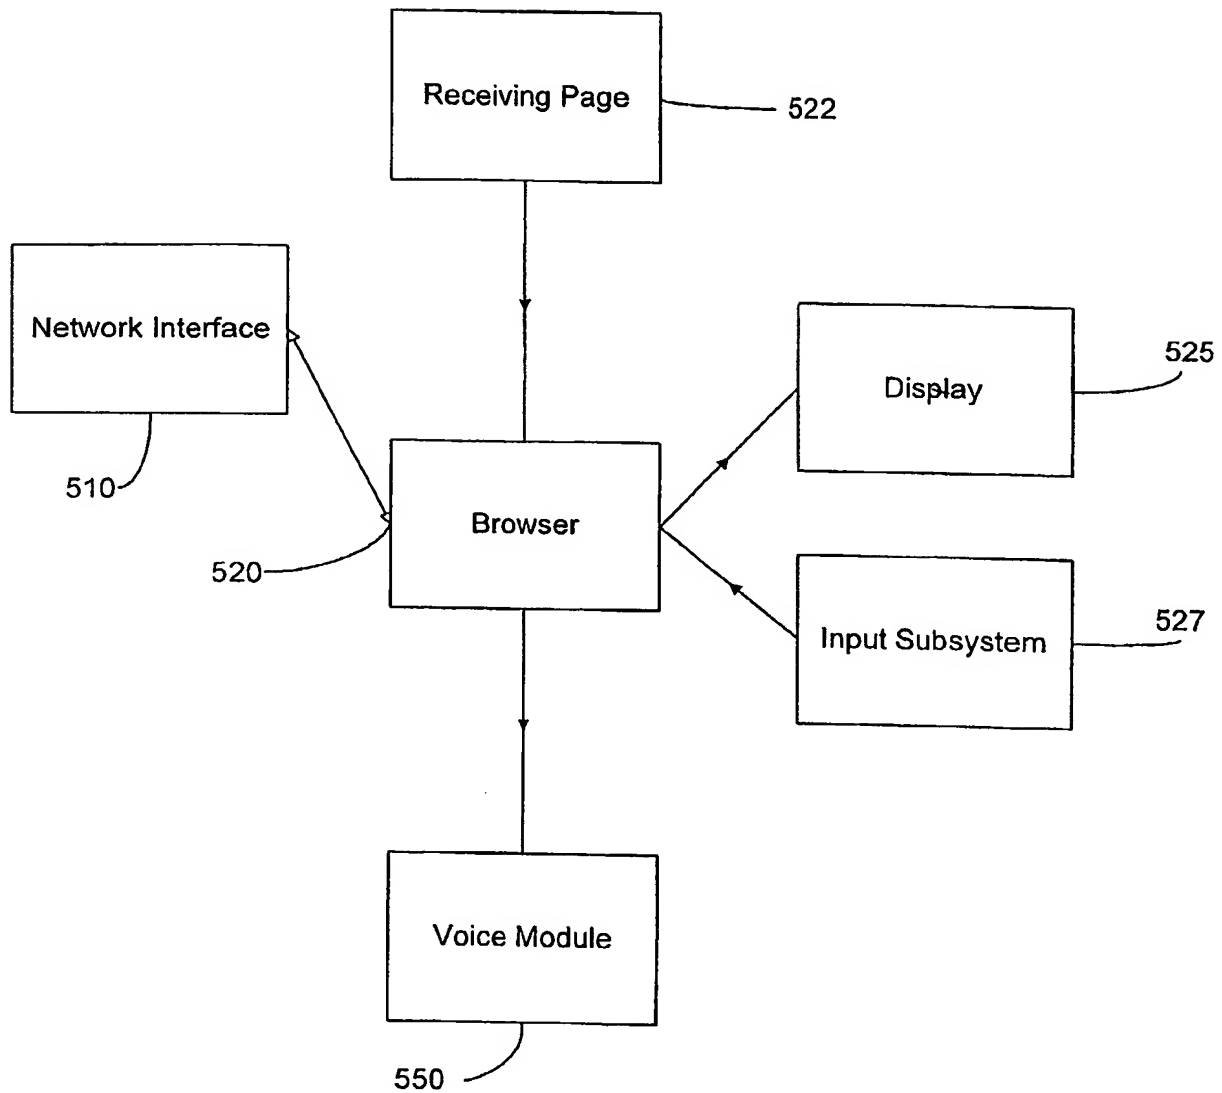 Receiving Page
522
Network Interface
510
Display
525
Browser
520
Input Subsystem
527
Voice Module
550